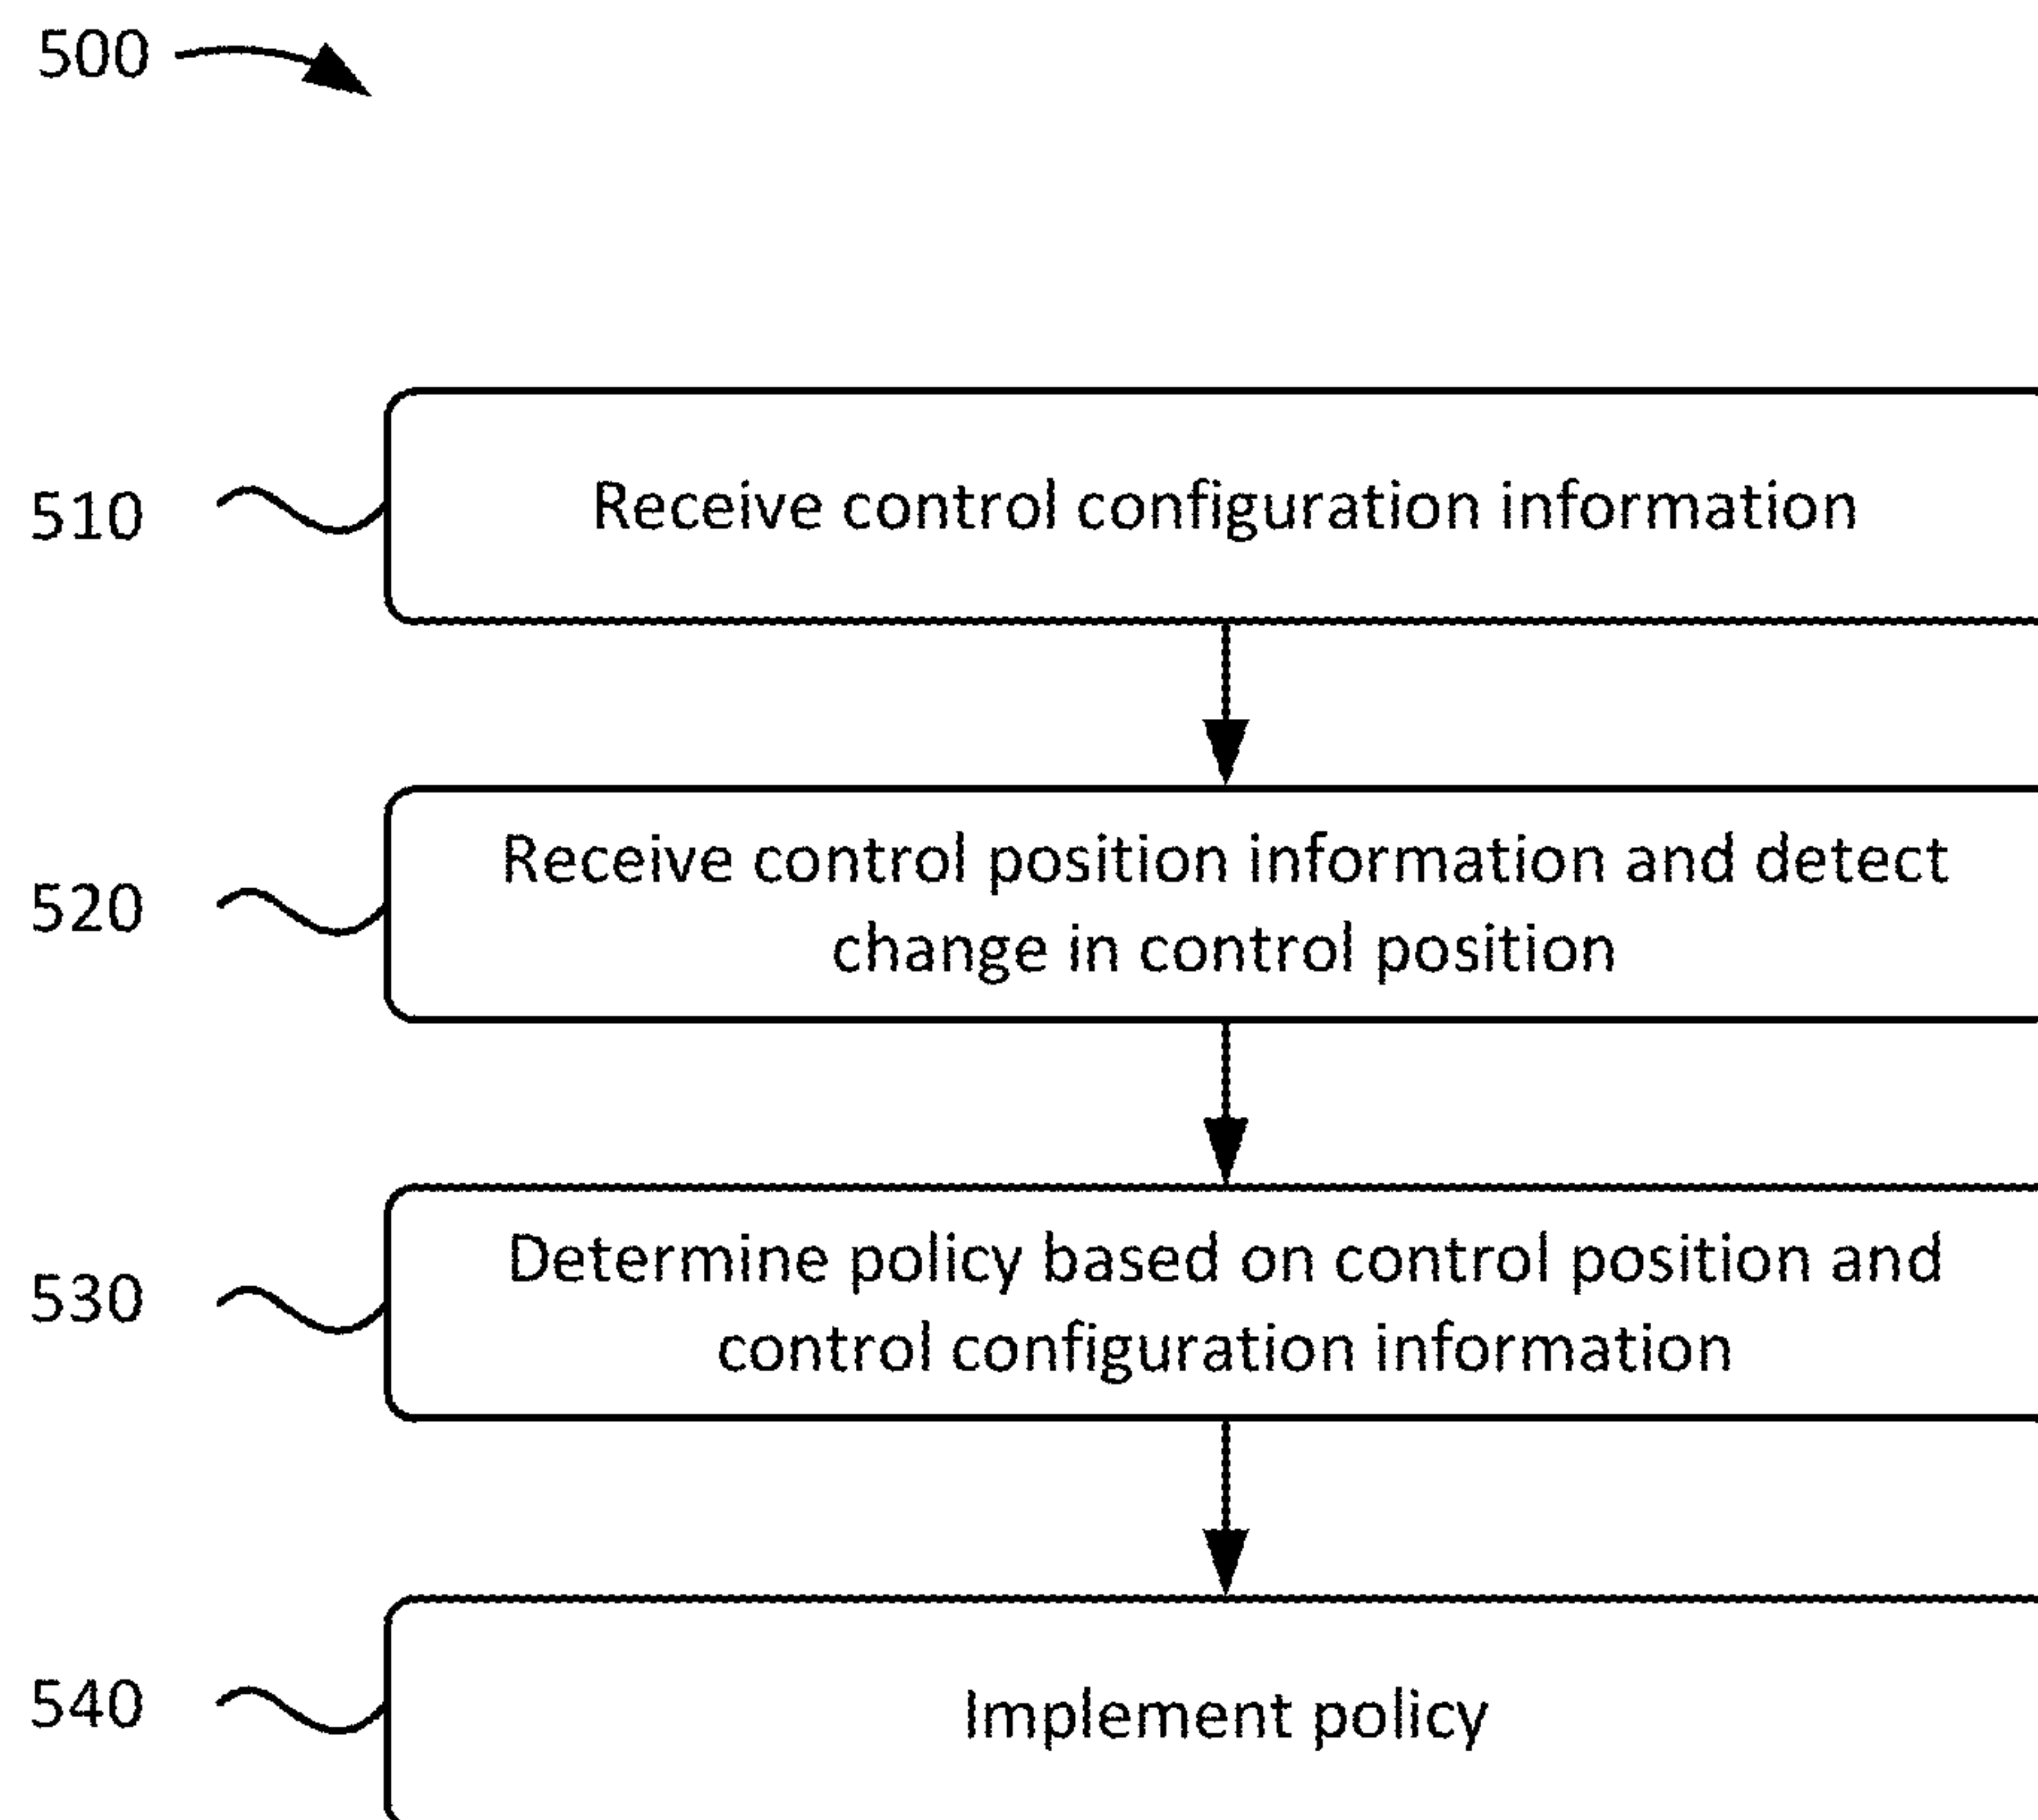 500
510
Receive control configuration information
520
Receive control position information and detect
change in control position
530
Determine policy based on control position and
control configuration information
540
Implement policy